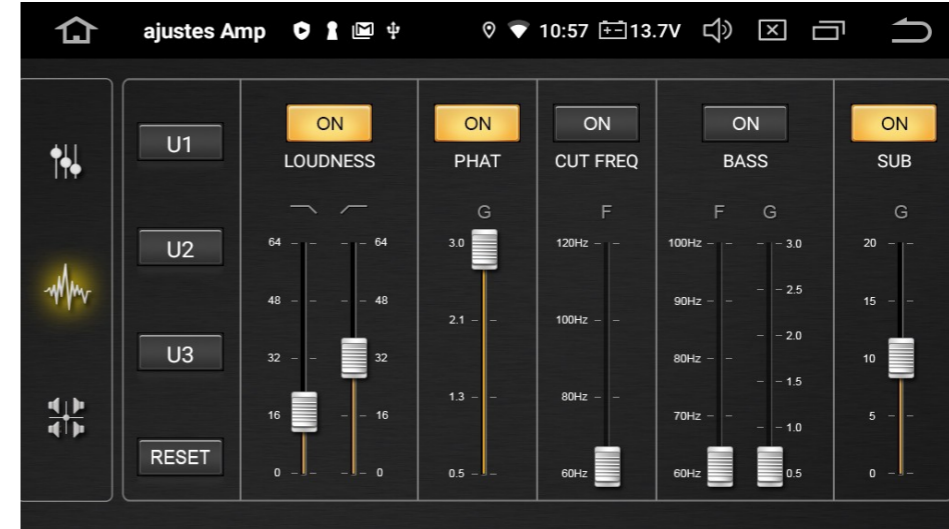 ajustes Amp 10:57 13.7V
ON ON ON ON ON
LOUDNESS PHAT CUT FREQ BASS SUB
U1
U2
U3
RESET
G F F G G
64 64 3.0 120Hz 100Hz 3.0 20
48 48 2.1 100Hz 90Hz 2.5 15
2.0
32 32 1.3 80Hz 80Hz 10
1.5
16 16 70Hz 1.0 5
0 0 0.5 60Hz 60Hz 0.5 0